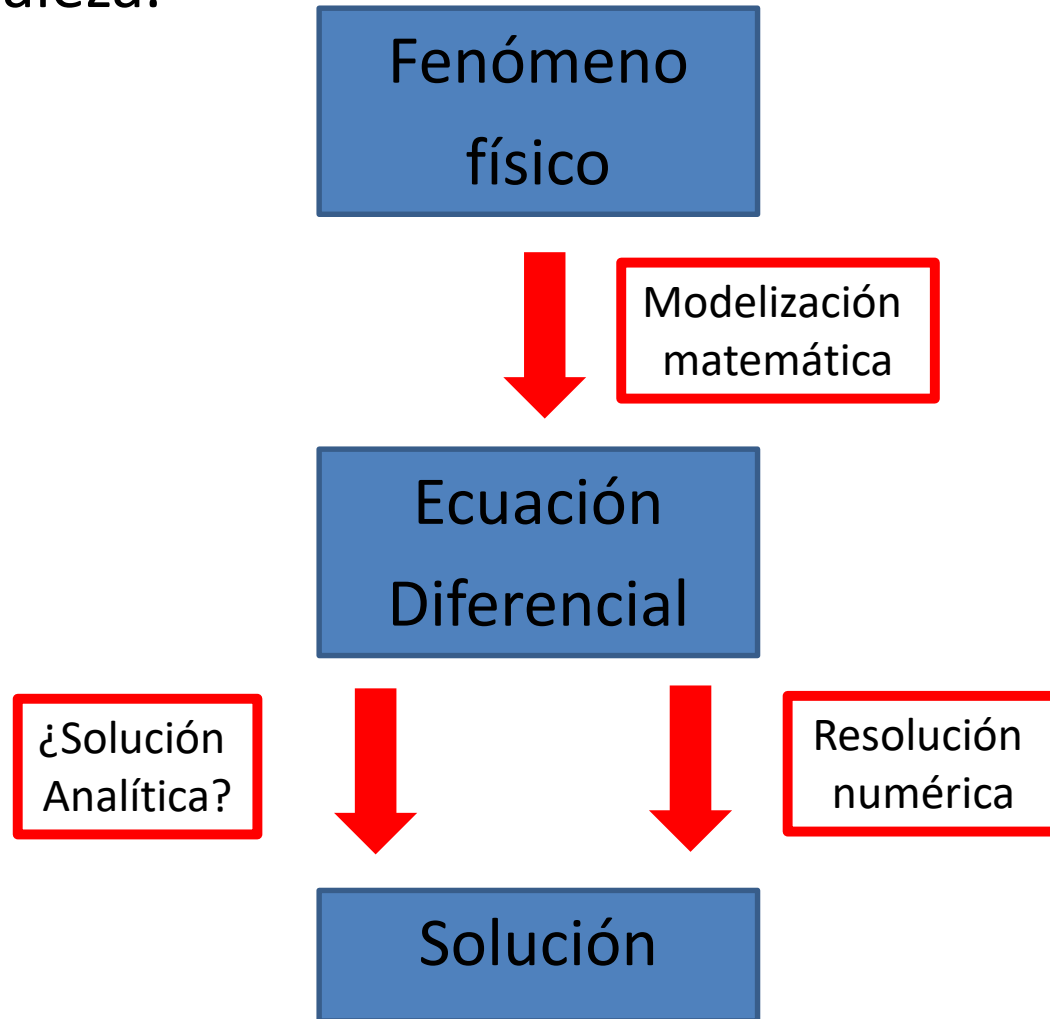 Fenómeno
físico
Modelización
matemática
Ecuación
Diferencial
¿Solución
Analítica?
Resolución
numérica
Solución